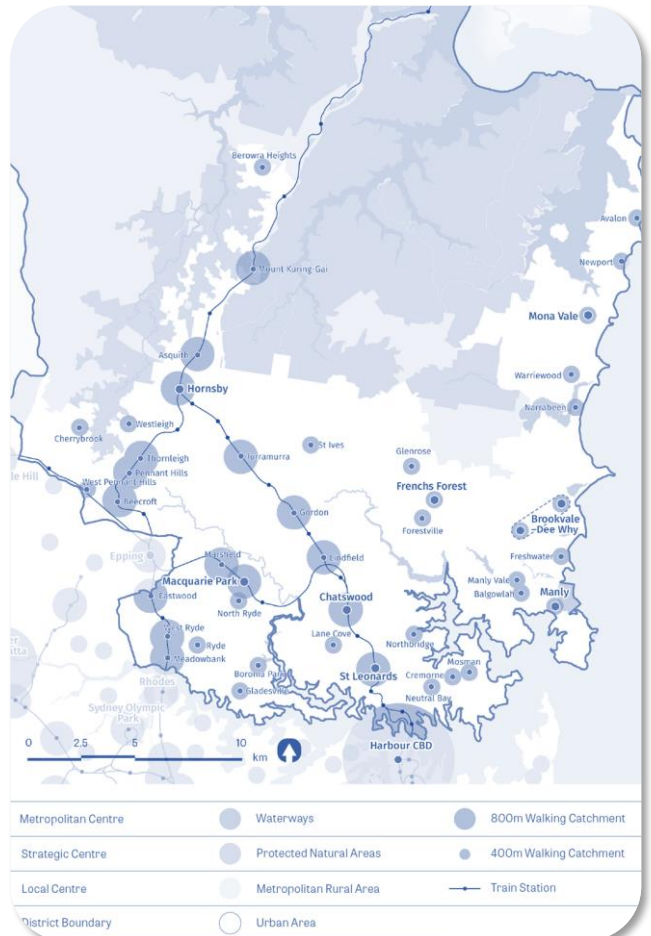 Berowra Heights
Mount Kuring-Gai
Avalon
Newport
Mona Vale
Asquith
Hornsby
Warriewood
Narrabeen
Westleigh
Cherrybrook
St Ives
Turramurra
Glenrose
Thornleigh
Pennant Hills
West Pennant Hills
le Hill
Beecroft
Frenchs Forest
Forestville
Gordon
Brookvale
-Dee Why
Epping
Marsfield
Lindfield
Freshwater
Macquarie Park
Manly Vale
Balgowlah
Manly
Eastwood
North Ryde
Chatswood
West Ryde
Ryde
Lane Cove
Northbridge
Meadowbank
Boronia Park
St Leonards
Mosman
Cremorne
Rhodes
Gladesville
Neutral Bay
Sydney Olympic
Park
Harbour CBD
0 2.5 5 10
km
Metropolitan Centre Waterways 800m Walking Catchment
Strategic Centre Protected Natural Areas 400m Walking Catchment
Local Centre Metropolitan Rural Area Train Station
District Boundary Urban Area